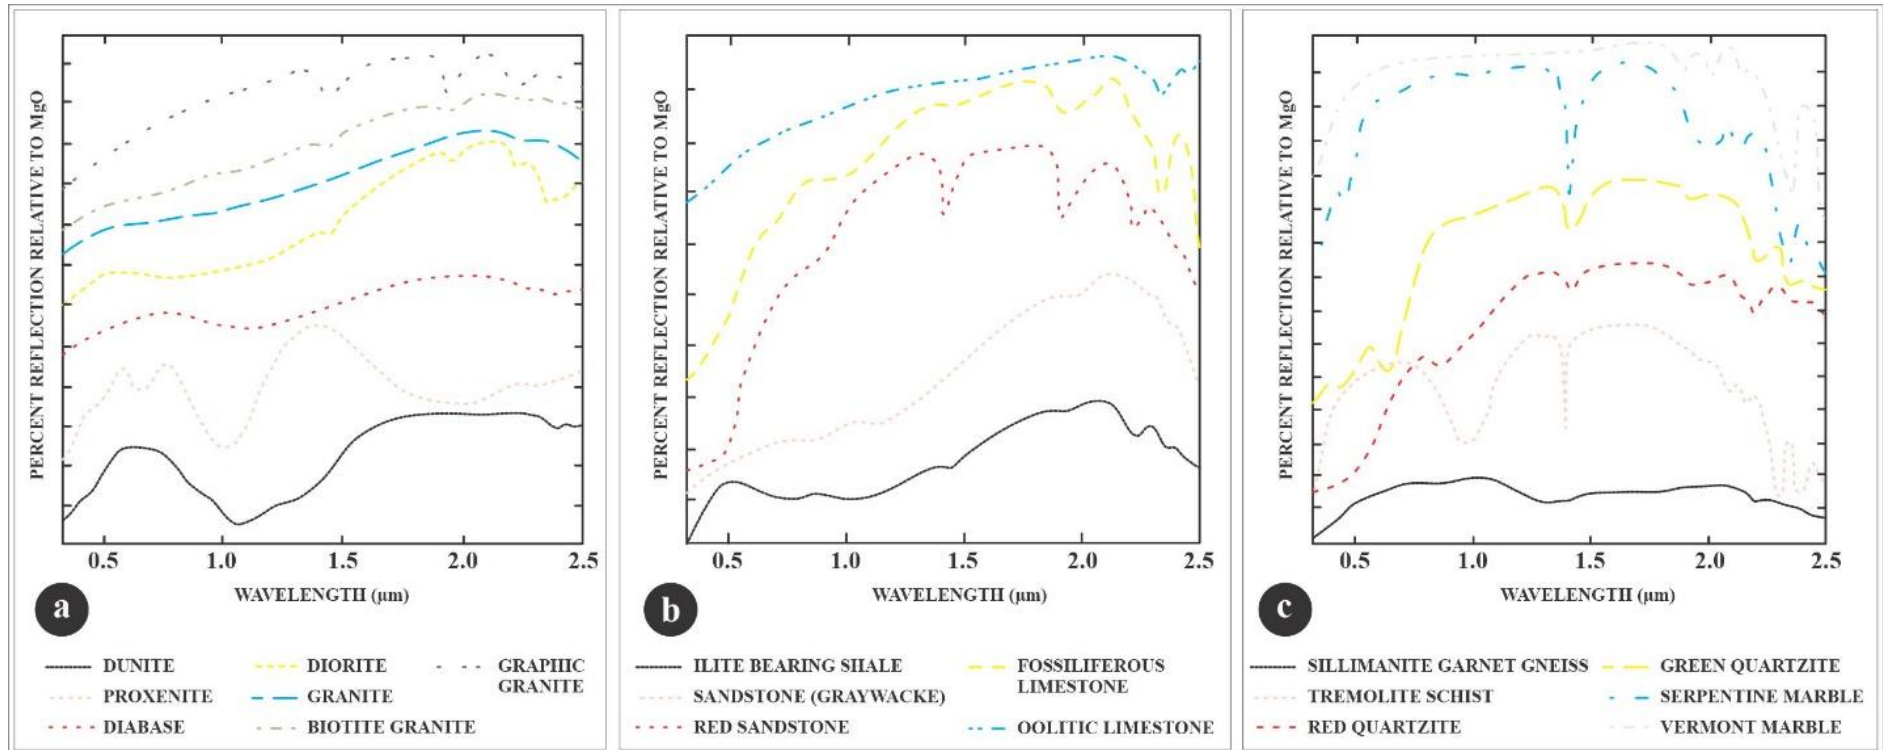 PERCENT REFLECTION RELATIVE TO MgO
0.5 1.0 1.5 2.0 2.5
WAVELENGTH (µm)
a
DUNITE
PROXENITE
DIABASE
DIORITE
GRANITE
BIOTITE GRANITE
GRAPHIC
GRANITE
PERCENT REFLECTION RELATIVE TO MgO
0.5 1.0 1.5 2.0 2.5
WAVELENGTH (µm)
b
ILITE BEARING SHALE
SANDSTONE (GRAYWACKE)
RED SANDSTONE
FOSSILIFEROUS
LIMESTONE
OOLITIC LIMESTONE
PERCENT REFLECTION RELATIVE TO MgO
0.5 1.0 1.5 2.0 2.5
WAVELENGTH (µm)
c
SILLIMANITE GARNET GNEISS
TREMOLITE SCHIST
RED QUARTZITE
GREEN QUARTZITE
SERPENTINE MARBLE
VERMONT MARBLE